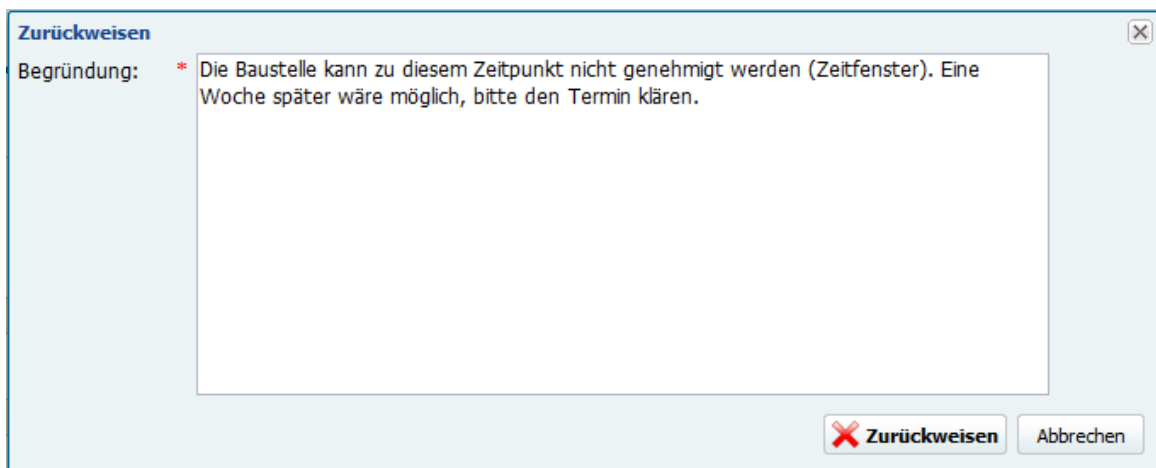 Zurückweisen
Begründung: * Die Baustelle kann zu diesem Zeitpunkt nicht genehmigt werden (Zeitfenster). Eine
Woche später wäre möglich, bitte den Termin klären.
Zurückweisen Abbrechen